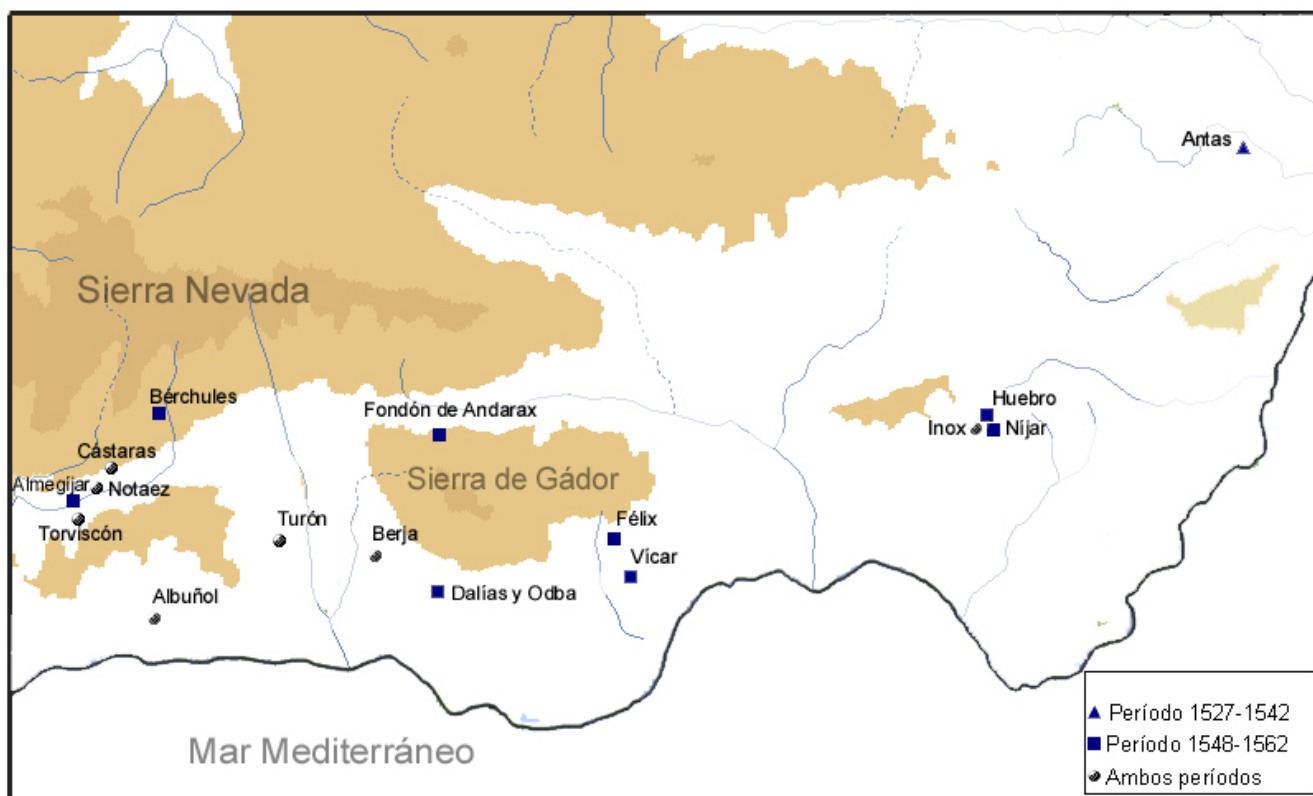 Antas
Sierra Nevada
Bérchules
Fondón de Andarax
Huebro
Inox
Níjar
Cástaras
Sierra de Gádor
Almegíjar
Notaez
Torviscón
Turón
Félix
Berja
Vícar
Dalías y Odba
Albuñol
Mar Mediterráneo
Período 1527-1542
Período 1548-1562
Ambos períodos